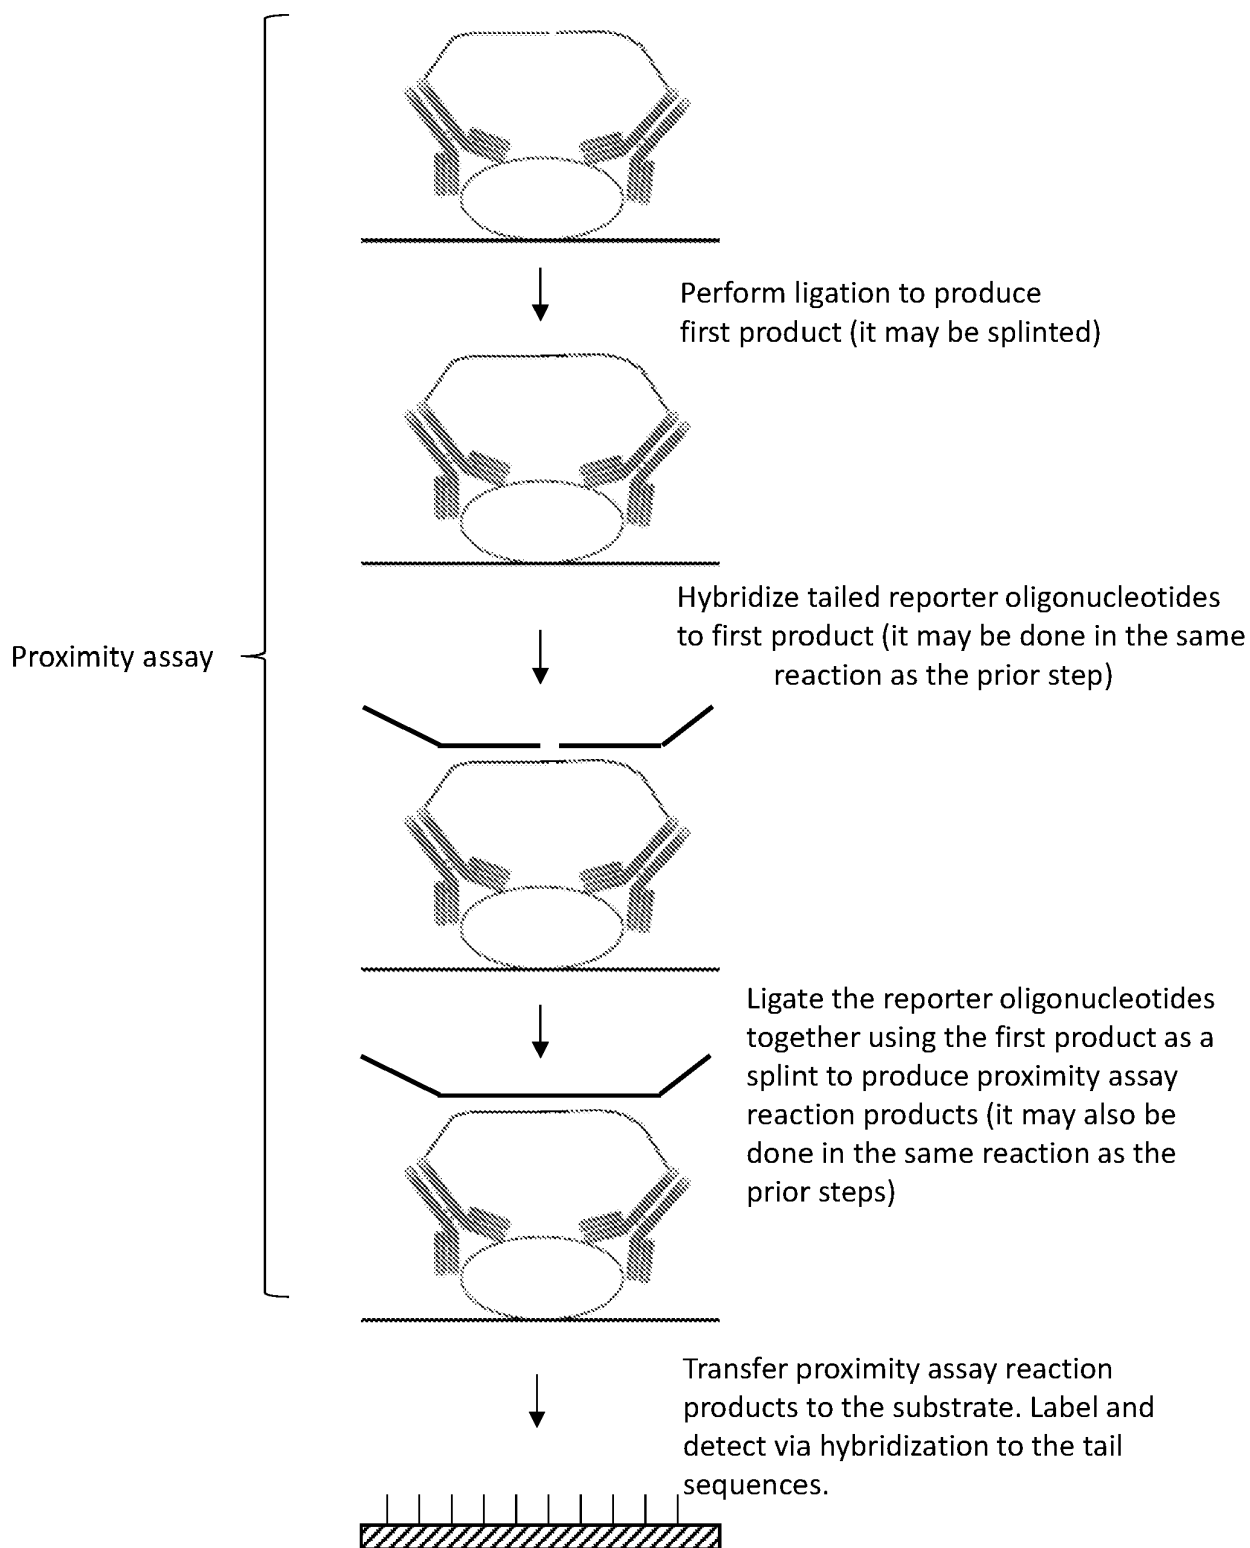 Perform ligation to produce
first product (it may be splinted)
Hybridize tailed reporter oligonucleotides
to first product (it may be done in the same
reaction as the prior step)
Proximity assay
Ligate the reporter oligonucleotides
together using the first product as a
splint to produce proximity assay
reaction products (it may also be
done in the same reaction as the
prior steps)
Transfer proximity assay reaction
products to the substrate. Label and
detect via hybridization to the tail
sequences.